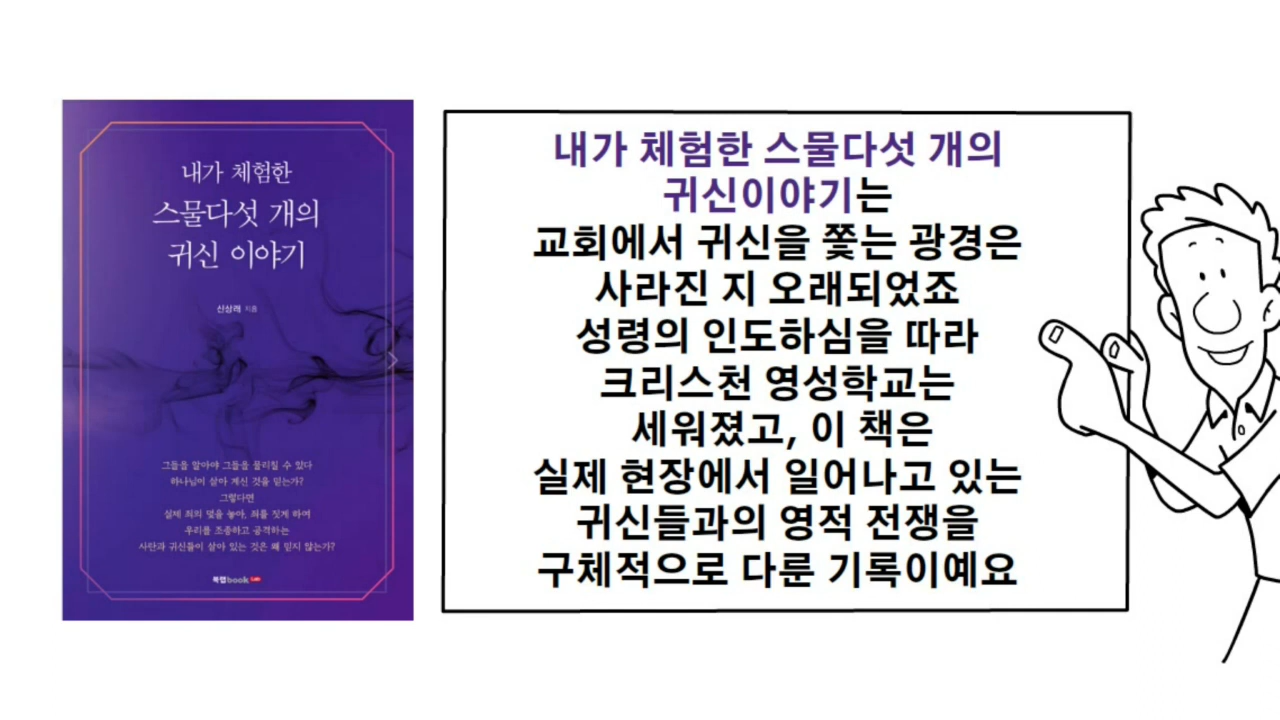 내가 체험한
스물다섯 개의
귀신 이야기
신상래 지음
그들을 알아야 그들을 물리칠 수 있다
하나님이 살아 계신 것을 믿는가?
그렇다면
실제 죄의 덫을 놓아, 죄를 짓게 하며
우리를 조종하고 공격하는
사탄과 귀신들이 살아 있는 것은 왜 믿지 않는가?
북랩book Lab
내가 체험한 스물다섯 개의
귀신이야기는
교회에서 귀신을 쫓는 광경은
사라진 지 오래되었죠
성령의 인도하심을 따라
크리스천 영성학교는
세워졌고, 이 책은
실제 현장에서 일어나고 있는
귀신들과의 영적 전쟁을
구체적으로 다룬 기록이예요